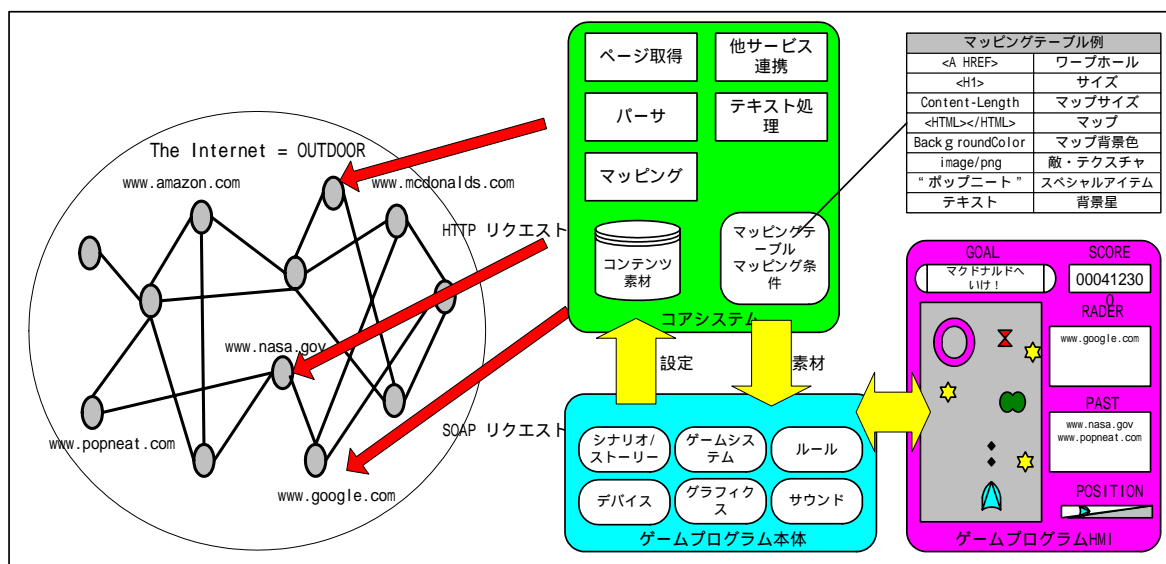 The Internet = OUTDOOR
www.amazon.com
www.mcdonalds.com
HTTP リクエスト
www.nasa.gov
www.popneat.com
SOAP リクエスト
www.google.com
ページ取得
他サービス
連携
パーサ
テキスト処
理
マッピング
コンテンツ
素材
マッピングテ
ーブル
マッピング条
件
コアシステム
設定
素材
シナリオ/
ストーリー
ゲームシス
テム
ルール
デバイス
グラフィク
ス
サウンド
ゲームプログラム本体
マッピングテーブル例
<A HREF> ワープホール
<H1> サイズ
Content-Length マップサイズ
<HTML></HTML> マップ
BackgroundColor マップ背景色
image/png 敵・テクスチャ
"ポップニート" スペシャルアイテム
テキスト 背景星
GOAL
マクドナルドへ
いけ!
SCORE
00041230
0
RADER
www.google.com
PAST
www.nasa.gov
www.popneat.com
POSITION
ゲームプログラムHMI